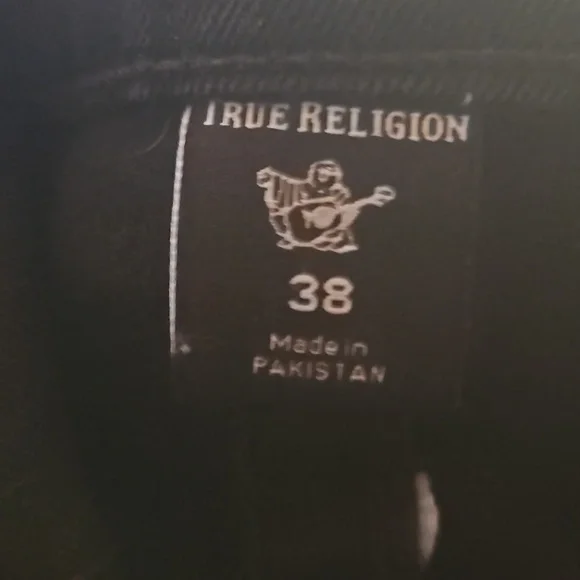 TRUE RELIGION
38
Made in
PAKISTAN